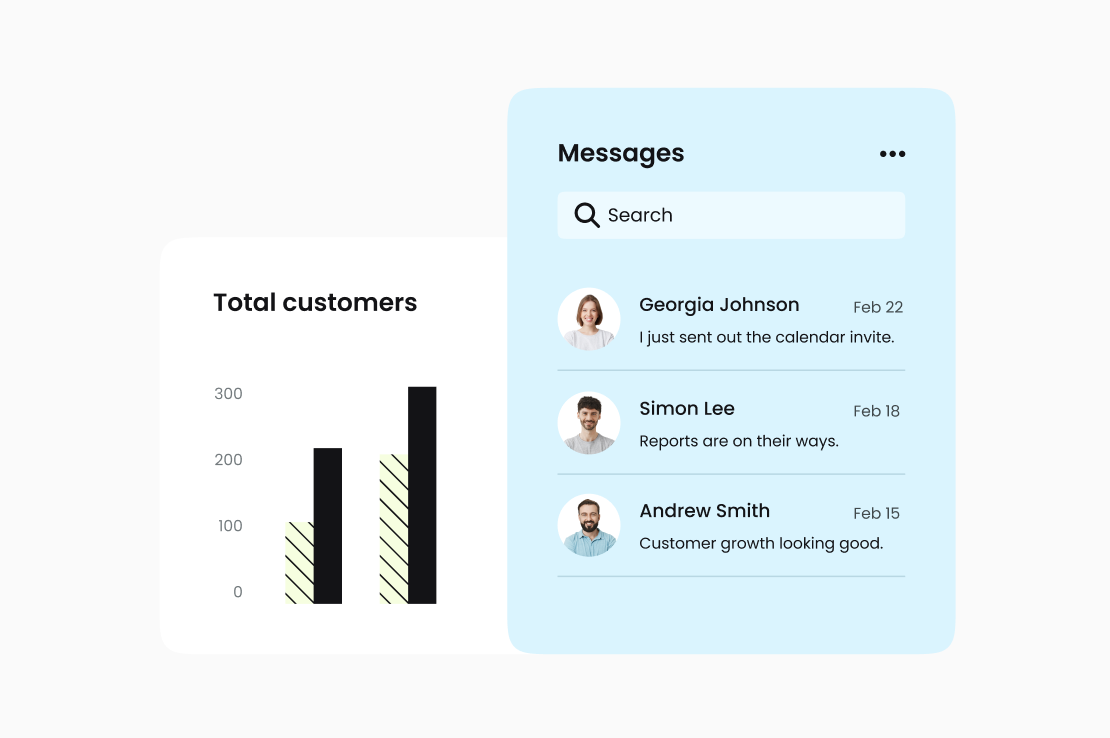 Messages
Search
Total customers
300
200
100
0
Georgia Johnson
Feb 22
I just sent out the calendar invite.
Simon Lee
Feb 18
Reports are on their ways.
Andrew Smith
Feb 15
Customer growth looking good.